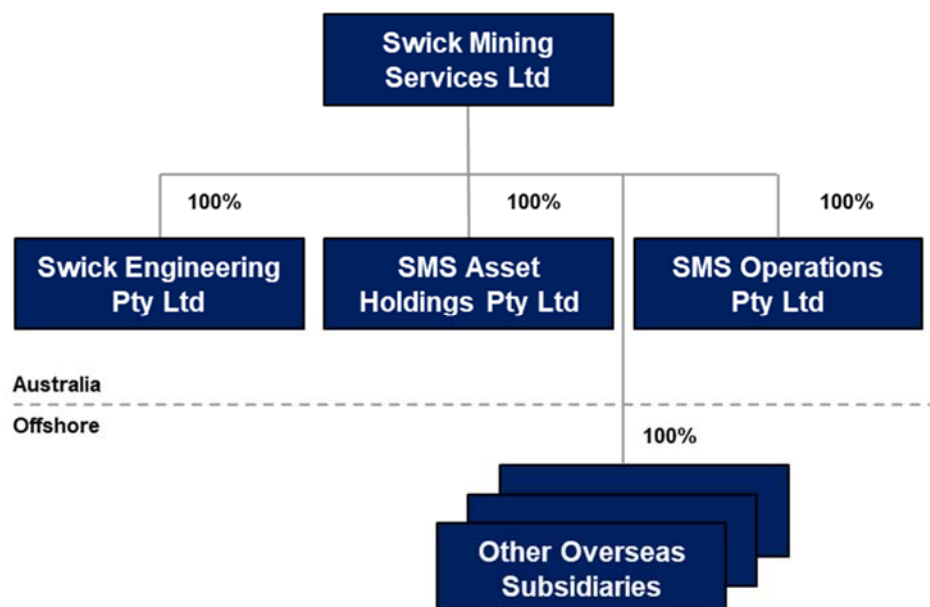 Swick Mining
Services Ltd
100%
100%
100%
Swick Engineering
Pty Ltd
SMS Asset
Holdings Pty Ltd
SMS Operations
Pty Ltd
Australia
Offshore
100%
Other Overseas
Subsidiaries